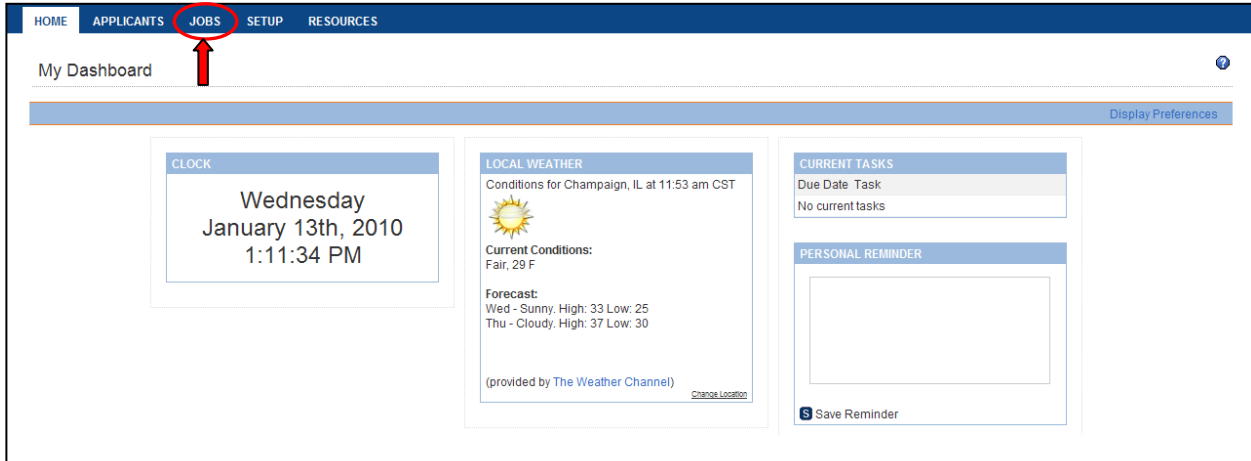 HOME APPLICANTS JOBS SETUP RESOURCES
My Dashboard
?
Display Preferences
CLOCK
Wednesday
January 13th, 2010
1:11:34 PM
LOCAL WEATHER
Conditions for Champaign, IL at 11:53 am CST
Current Conditions:
Fair, 29 F
Forecast:
Wed - Sunny. High: 33 Low: 25
Thu - Cloudy. High: 37 Low: 30
(provided by The Weather Channel)
Change Location
CURRENT TASKS
Due Date Task
No current tasks
PERSONAL REMINDER
S Save Reminder